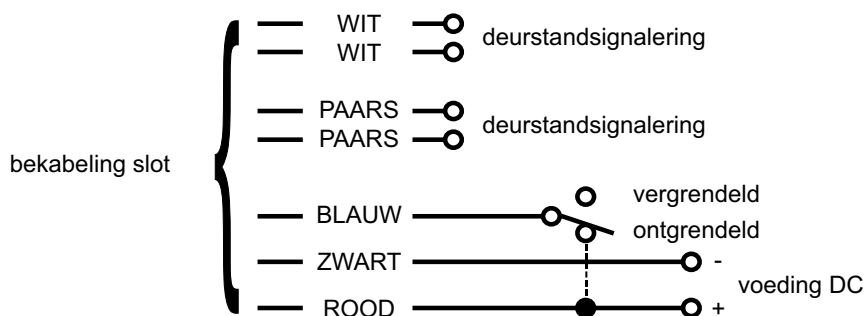 WIT
WIT
deurstandsignalering
PAARS
PAARS
deurstandsignalering
bekabeling slot
BLAUW
vergrendeld
ontgrendeld
ZWART
-
voeding DC
ROOD
+